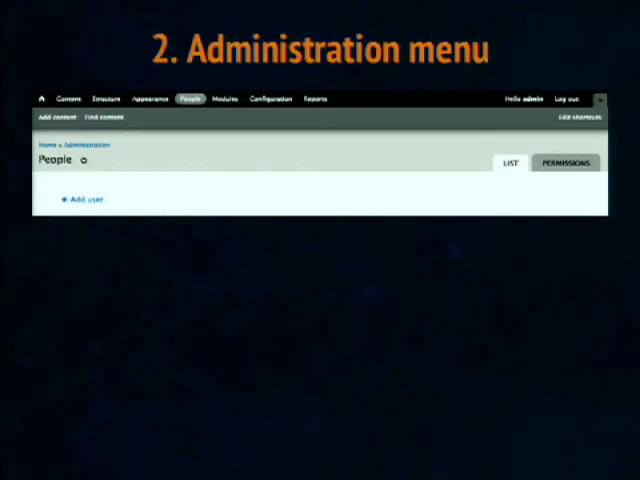 2. Administration menu
Content Structure Appearance People Modules Configuration Reports Hello admin Log out
Add content Find content Edit shortcuts
Home » Administration
People
LIST PERMISSIONS
+ Add user